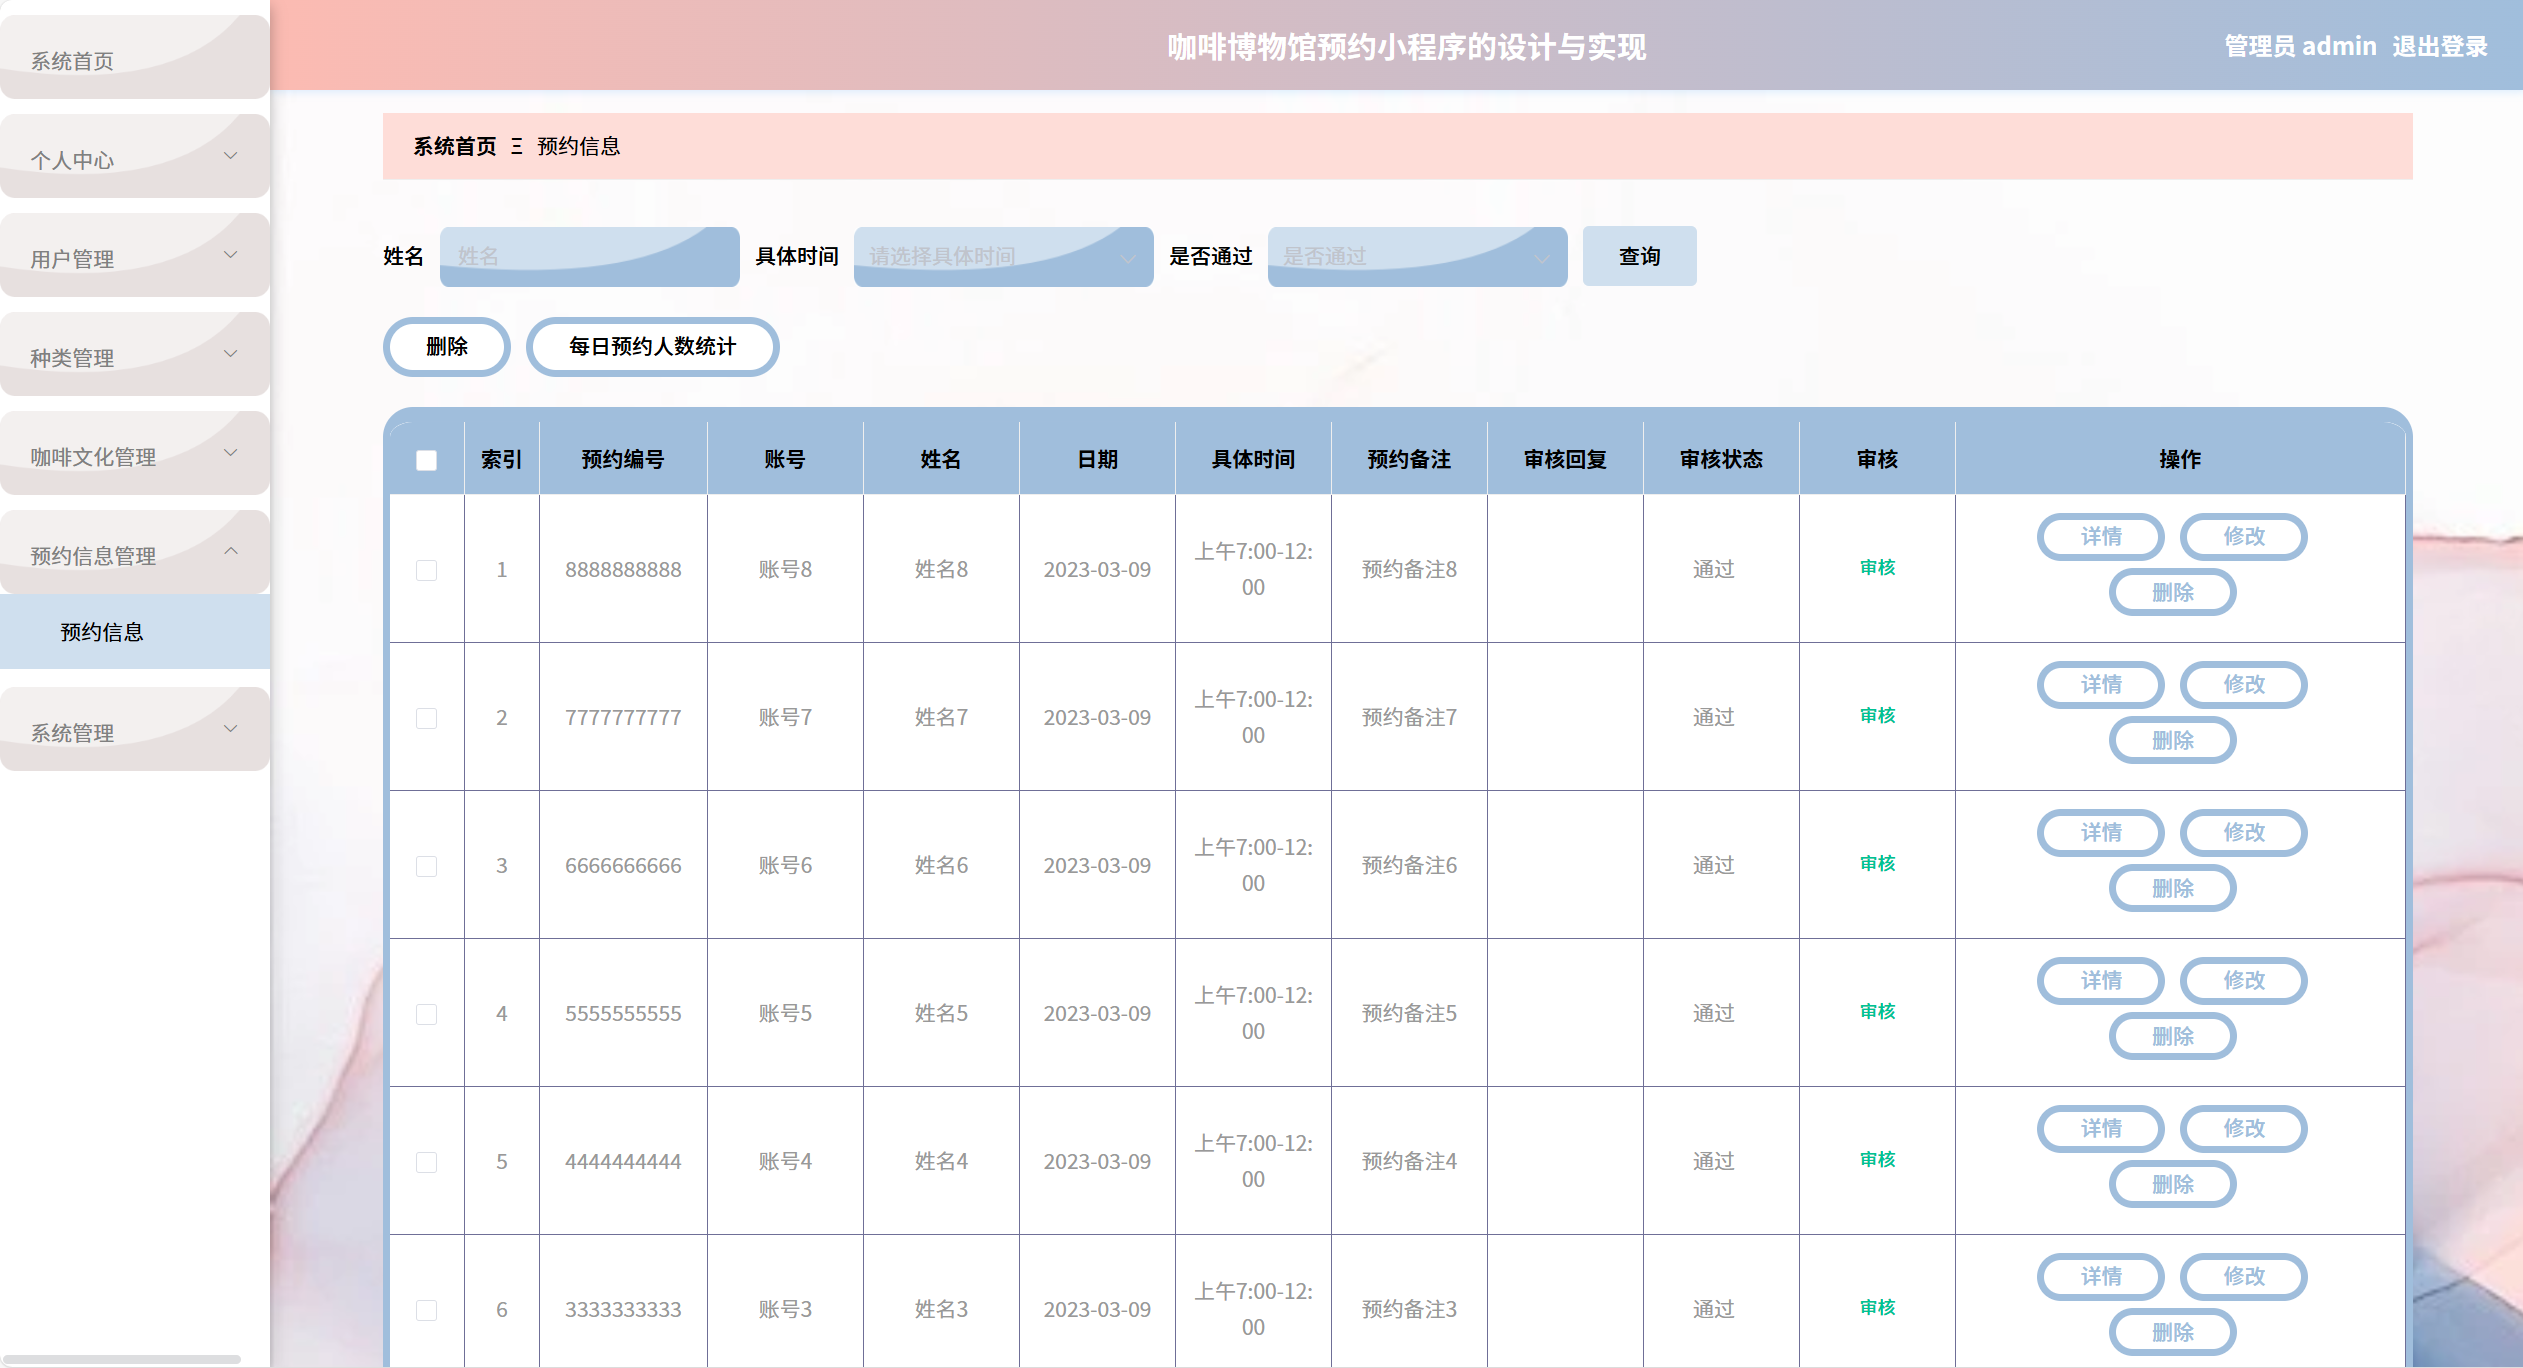 咖啡博物馆预约小程序的设计与实现
管理员 admin 退出登录
系统首页
个人中心
用户管理
种类管理
咖啡文化管理
预约信息管理
预约信息
系统管理
系统首页 Ξ 预约信息
姓名 姓名 具体时间 请选择具体时间 是否通过 是否通过 查询
删除 每日预约人数统计
索引 预约编号 账号 姓名 日期 具体时间 预约备注 审核回复 审核状态 审核 操作
1 8888888888 账号8 姓名8 2023-03-09 上午7:00-12:00 预约备注8 通过 审核 详情 修改 删除
2 7777777777 账号7 姓名7 2023-03-09 上午7:00-12:00 预约备注7 通过 审核 详情 修改 删除
3 6666666666 账号6 姓名6 2023-03-09 上午7:00-12:00 预约备注6 通过 审核 详情 修改 删除
4 5555555555 账号5 姓名5 2023-03-09 上午7:00-12:00 预约备注5 通过 审核 详情 修改 删除
5 4444444444 账号4 姓名4 2023-03-09 上午7:00-12:00 预约备注4 通过 审核 详情 修改 删除
6 3333333333 账号3 姓名3 2023-03-09 上午7:00-12:00 预约备注3 通过 审核 详情 修改 删除